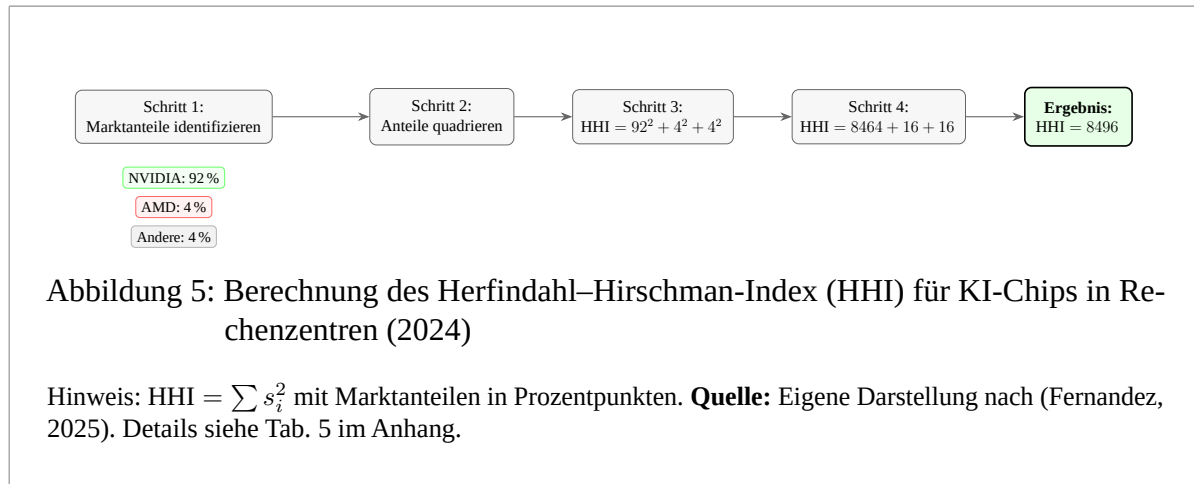 Schritt 1:
Marktanteile identifizieren
Schritt 2:
Anteile quadrieren
Schritt 3:
HHI = 92² + 4² + 4²
Schritt 4:
HHI = 8464 + 16 + 16
Ergebnis:
HHI = 8496
NVIDIA: 92 %
AMD: 4 %
Andere: 4 %
Abbildung 5: Berechnung des Herfindahl–Hirschman-Index (HHI) für KI-Chips in Re-
chenzentren (2024)
Hinweis: HHI = ∑ sᵢ² mit Marktanteilen in Prozentpunkten. Quelle: Eigene Darstellung nach (Fernandez,
2025). Details siehe Tab. 5 im Anhang.